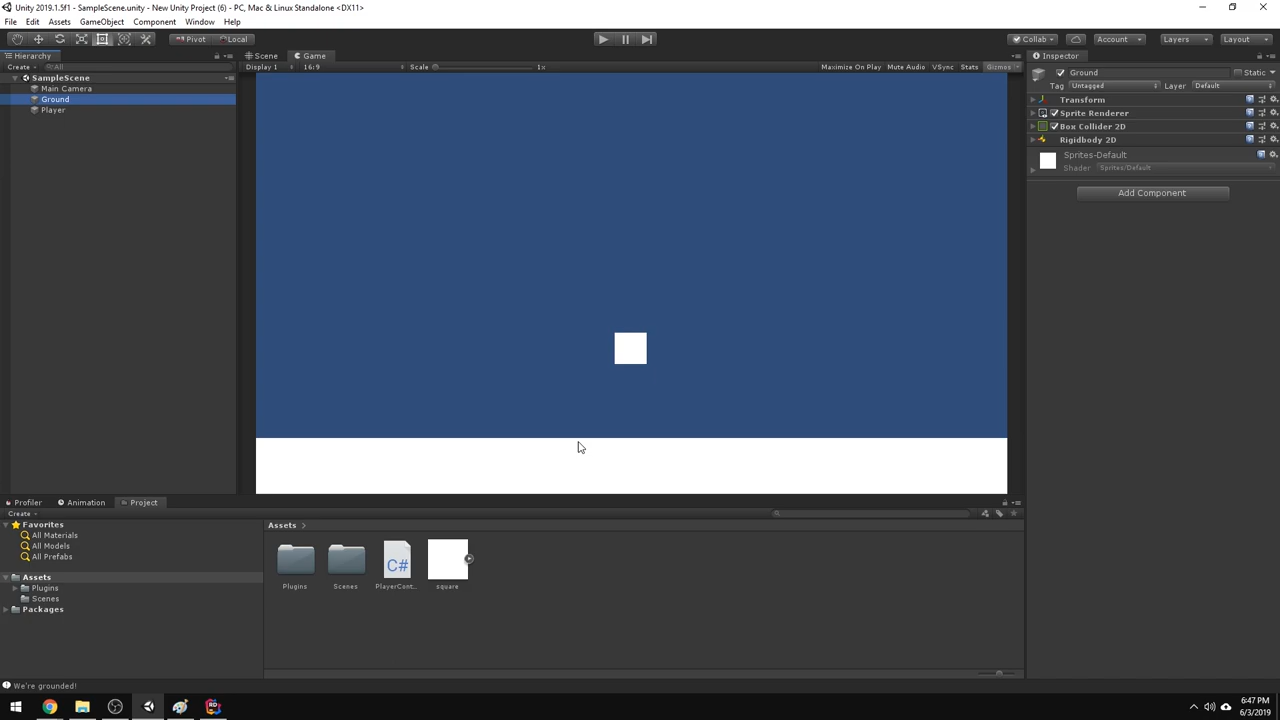 Unity 2019.1.5f1 - SampleScene.unity - New Unity Project (6) - PC, Mac & Linux Standalone <DX11>
File Edit Assets GameObject Component Window Help
Pivot Local
Collab Account Layers Layout
Hierarchy
Scene Game
Inspector
Create All
Display 1 16:9 Scale 1x Maximize On Play Mute Audio VSync Stats Gizmos
Ground Static
SampleScene
Tag Untagged Layer Default
Main Camera
Ground
Player
Transform
Sprite Renderer
Box Collider 2D
Rigidbody 2D
Sprites-Default
Shader Sprites/Default
Add Component
Profiler Animation Project
Create
Favorites
All Materials
All Models
All Prefabs
Assets
Plugins
Scenes
Packages
Assets
Plugins Scenes PlayerCont... square
C#
We're grounded!
6:47 PM
6/3/2019